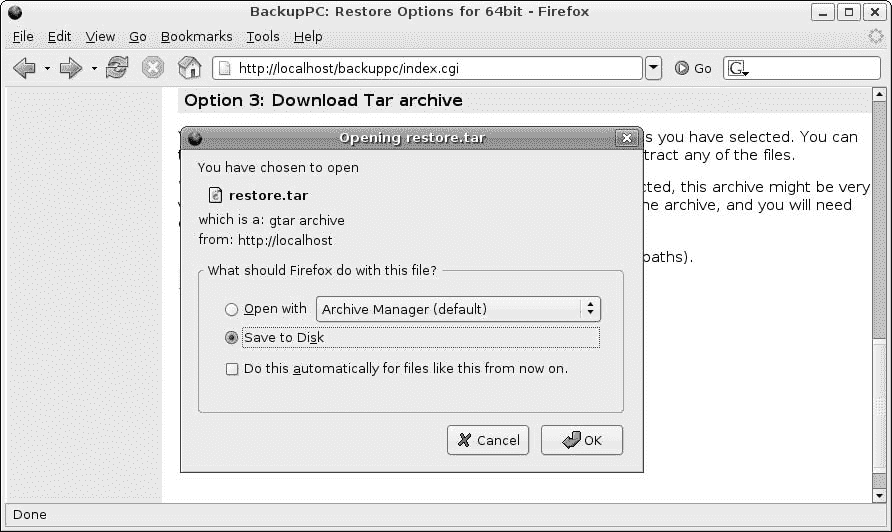 BackupPC: Restore Options for 64bit - Firefox
File Edit View Go Bookmarks Tools Help
http://localhost/backuppc/index.cgi
Go
G
Option 3: Download Tar archive
s you have selected. You can
tract any of the files.
cted, this archive might be very
ne archive, and you will need
paths).
Opening restore.tar
You have chosen to open
restore.tar
which is a: gtar archive
from: http://localhost
What should Firefox do with this file?
Open with Archive Manager (default)
Save to Disk
Do this automatically for files like this from now on.
Cancel OK
Done